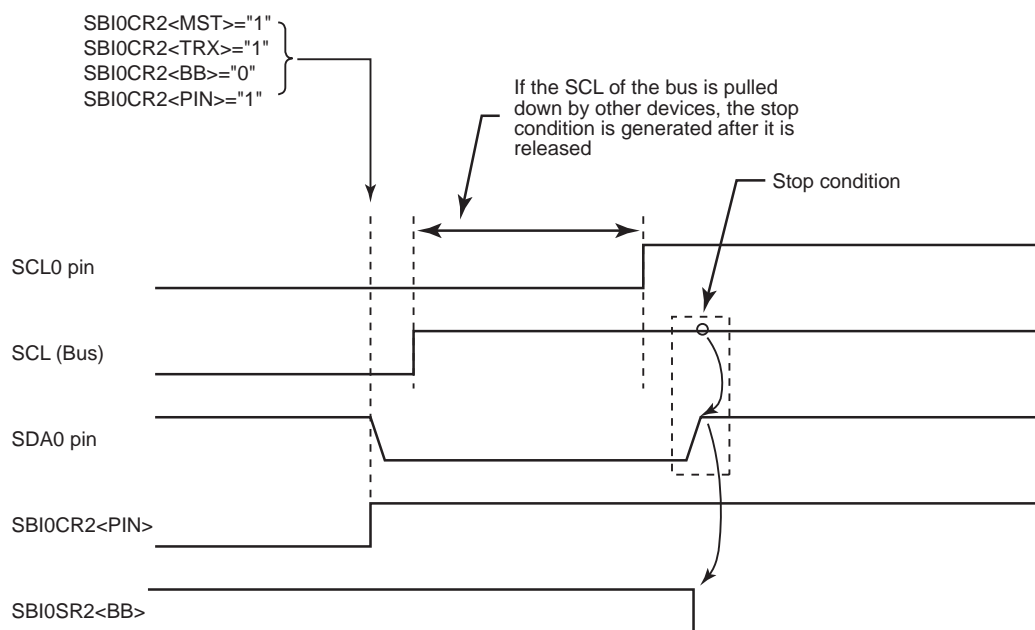 SBI0CR2<MST>="1"
SBI0CR2<TRX>="1"
SBI0CR2<BB>="0"
SBI0CR2<PIN>="1"
If the SCL of the bus is pulled
down by other devices, the stop
condition is generated after it is
released
Stop condition
SCL0 pin
SCL (Bus)
SDA0 pin
SBI0CR2<PIN>
SBI0SR2<BB>